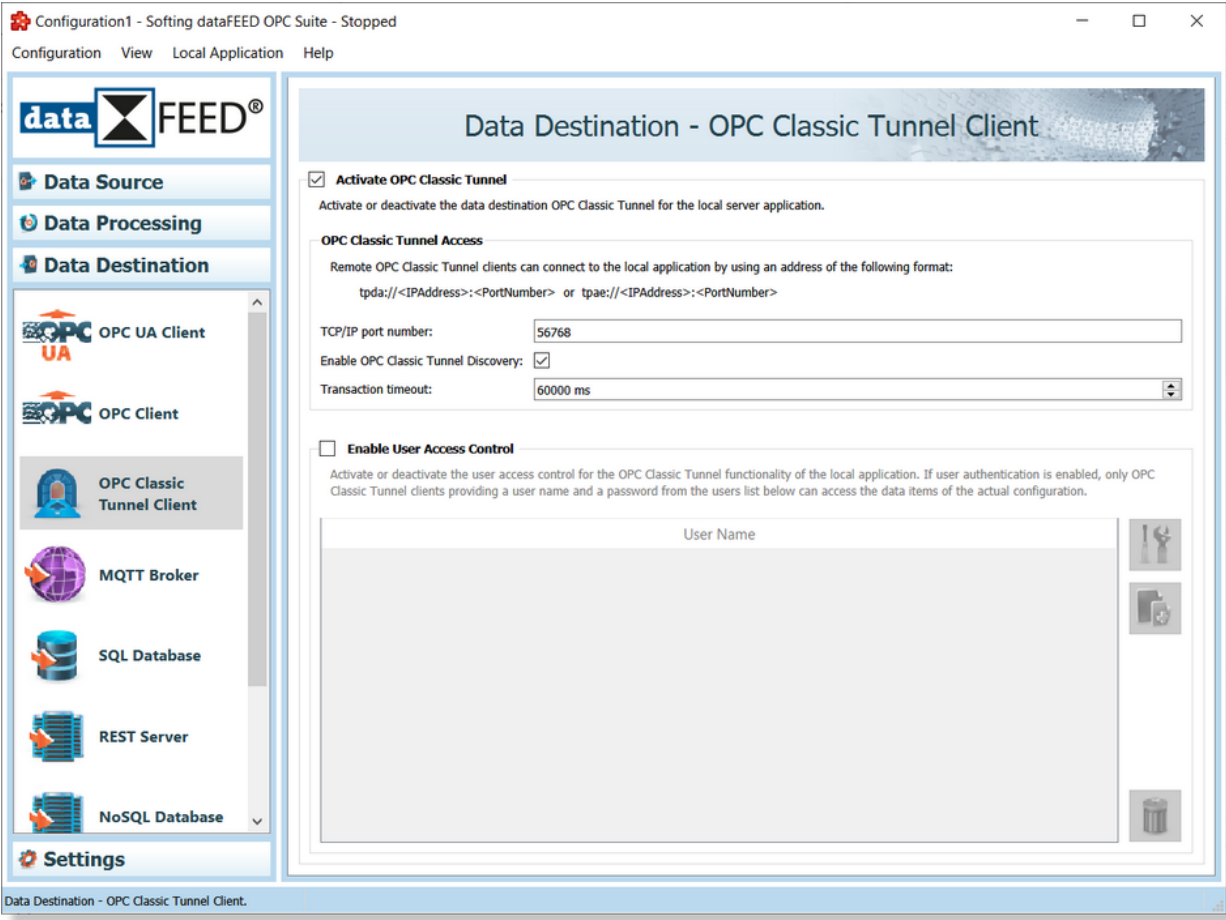 Configuration1 - Softing dataFEED OPC Suite - Stopped
Configuration View Local Application Help
data FEED®
Data Source
Data Processing
Data Destination
OPC UA Client
OPC
UA
OPC Client
OPC
OPC Classic
Tunnel Client
MQTT Broker
SQL Database
REST Server
NoSQL Database
Settings
Data Destination - OPC Classic Tunnel Client
Activate OPC Classic Tunnel
Activate or deactivate the data destination OPC Classic Tunnel for the local server application.
OPC Classic Tunnel Access
Remote OPC Classic Tunnel clients can connect to the local application by using an address of the following format:
tpda://<IPAddress>:<PortNumber> or tpae://<IPAddress>:<PortNumber>
TCP/IP port number: 56768
Enable OPC Classic Tunnel Discovery:
Transaction timeout: 60000 ms
Enable User Access Control
Activate or deactivate the user access control for the OPC Classic Tunnel functionality of the local application. If user authentication is enabled, only OPC
Classic Tunnel clients providing a user name and a password from the users list below can access the data items of the actual configuration.
User Name
Data Destination - OPC Classic Tunnel Client.